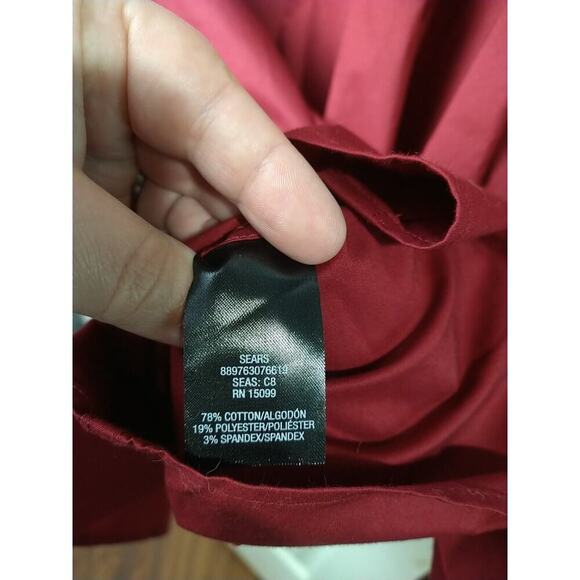 SEARS
889763076619
SEAS: C8
RN 15099
78% COTTON/ALGODÓN
19% POLYESTER/POLIÉSTER
3% SPANDEX/SPANDEX